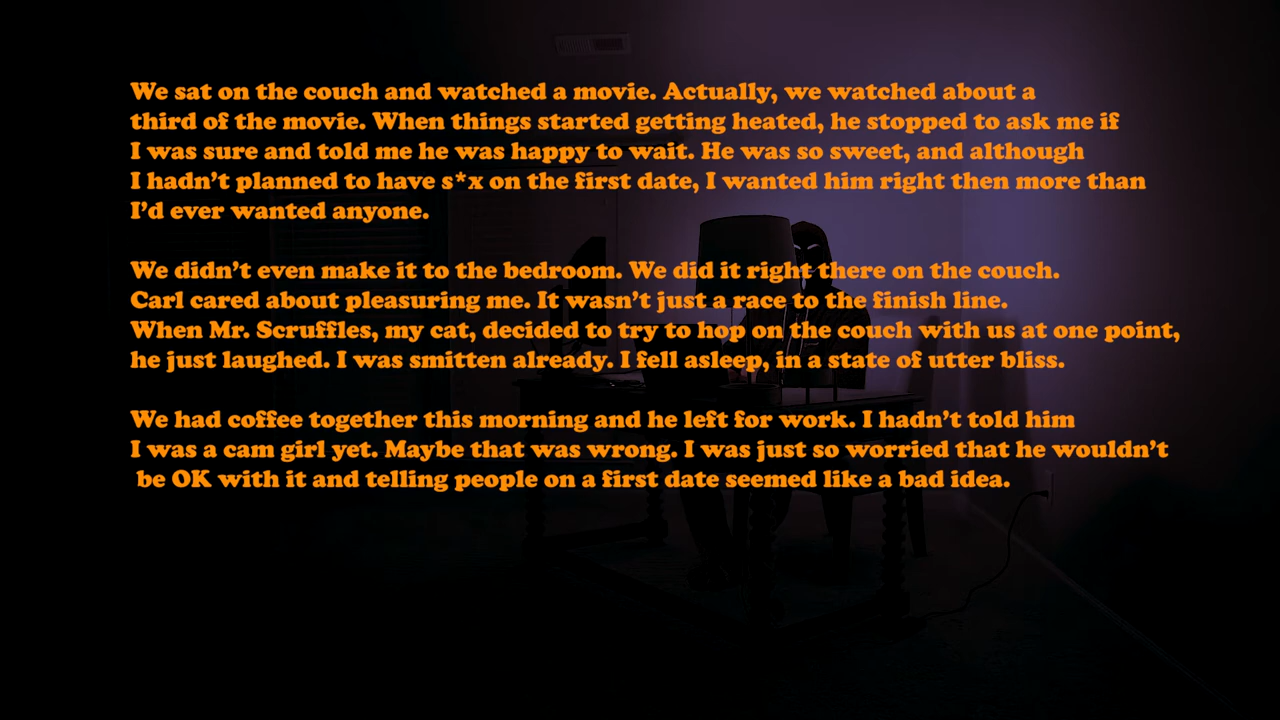 We sat on the couch and watched a movie. Actually, we watched about a
third of the movie. When things started getting heated, he stopped to ask me if
I was sure and told me he was happy to wait. He was so sweet, and although
I hadn’t planned to have s*x on the first date, I wanted him right then more than
I’d ever wanted anyone.
We didn’t even make it to the bedroom. We did it right there on the couch.
Carl cared about pleasuring me. It wasn’t just a race to the finish line.
When Mr. Scruffles, my cat, decided to try to hop on the couch with us at one point,
he just laughed. I was smitten already. I fell asleep, in a state of utter bliss.
We had coffee together this morning and he left for work. I hadn’t told him
I was a cam girl yet. Maybe that was wrong. I was just so worried that he wouldn’t
be OK with it and telling people on a first date seemed like a bad idea.